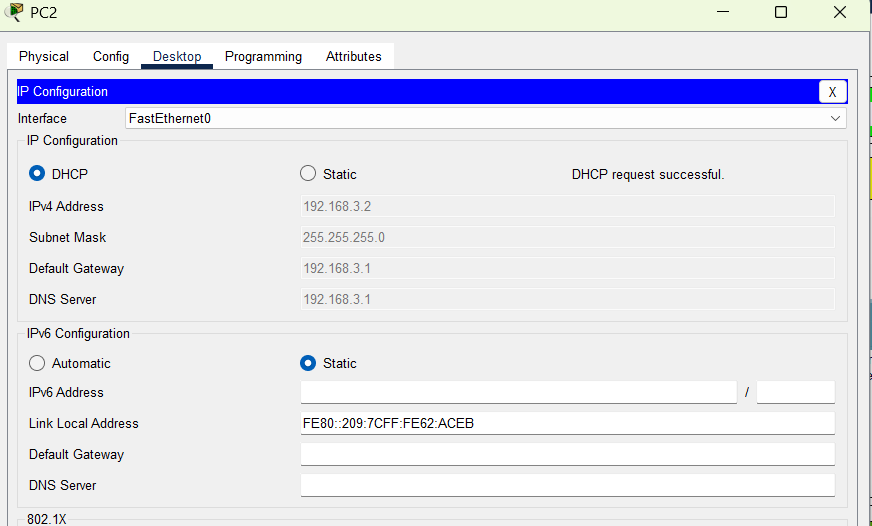 PC2
Physical Config Desktop Programming Attributes
IP Configuration X
Interface FastEthernet0
IP Configuration
DHCP Static DHCP request successful.
IPv4 Address 192.168.3.2
Subnet Mask 255.255.255.0
Default Gateway 192.168.3.1
DNS Server 192.168.3.1
IPv6 Configuration
Automatic Static
IPv6 Address /
Link Local Address FE80::209:7CFF:FE62:ACEB
Default Gateway
DNS Server
802.1X